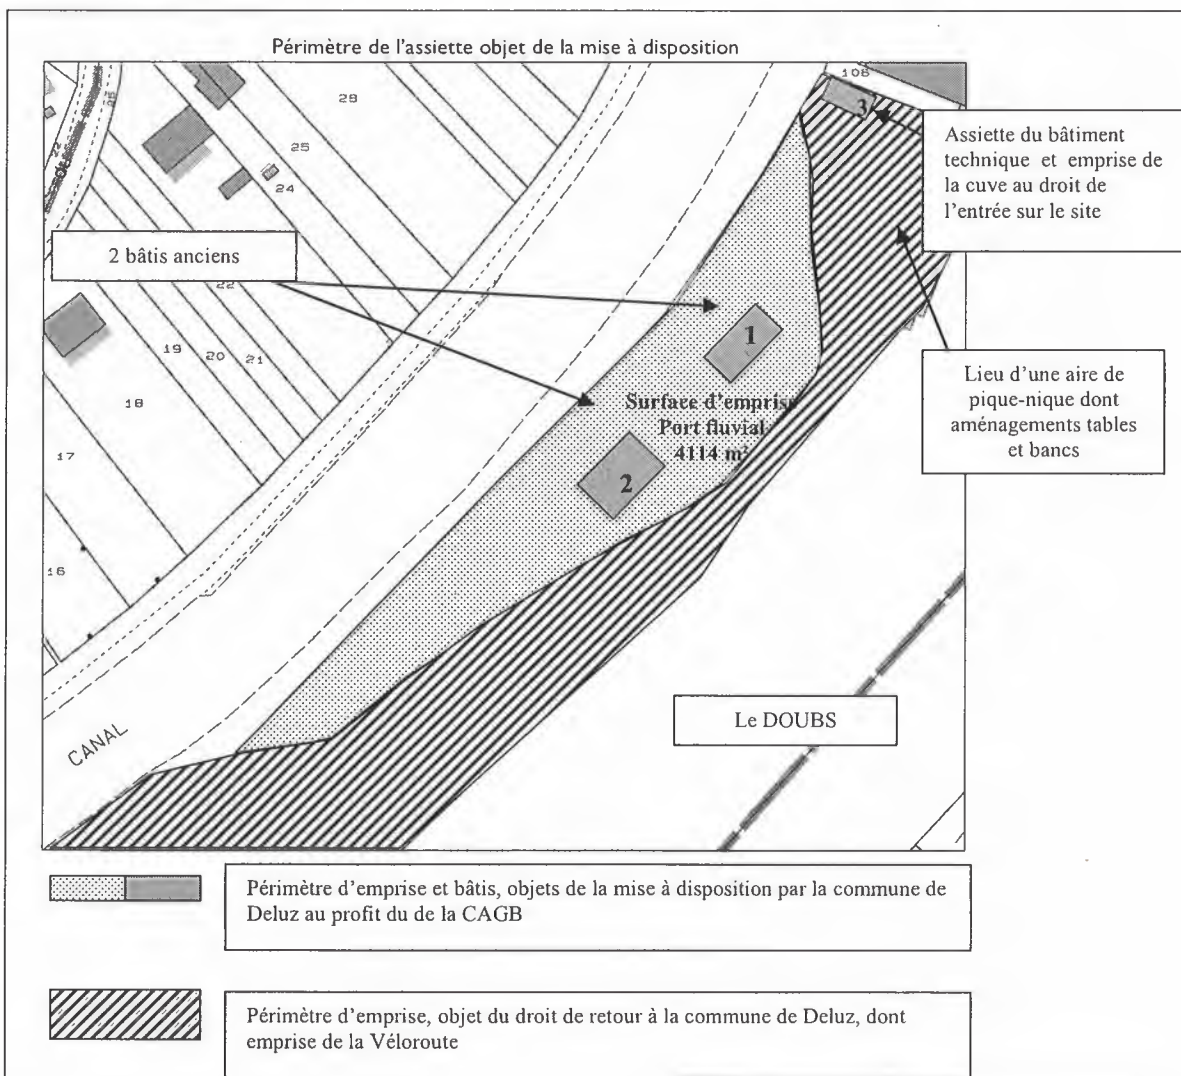 Périmètre de l'assiette objet de la mise à disposition
106
28
25
24
22
26
22
3
Assiette du bâtiment
technique et emprise de
la cuve au droit de
l'entrée sur le site
2 bâtis anciens
1
19
20
21
18
Lieu d'une aire de
pique-nique dont
aménagements tables
et bancs
Surface d'emprise
Port fluvial
4114 m²
2
17
16
CANAL
Le DOUBS
Périmètre d'emprise et bâtis, objets de la mise à disposition par la commune de
Deluz au profit du de la CAGB
Périmètre d'emprise, objet du droit de retour à la commune de Deluz, dont
emprise de la Véloroute